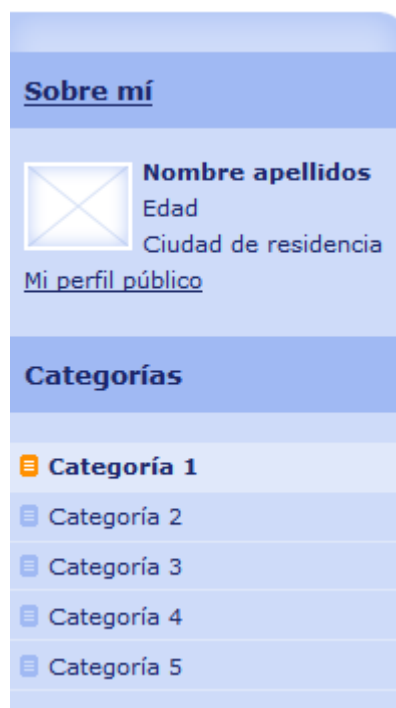 Sobre mí
Nombre apellidos
Edad
Ciudad de residencia
Mi perfil público
Categorías
Categoría 1
Categoría 2
Categoría 3
Categoría 4
Categoría 5